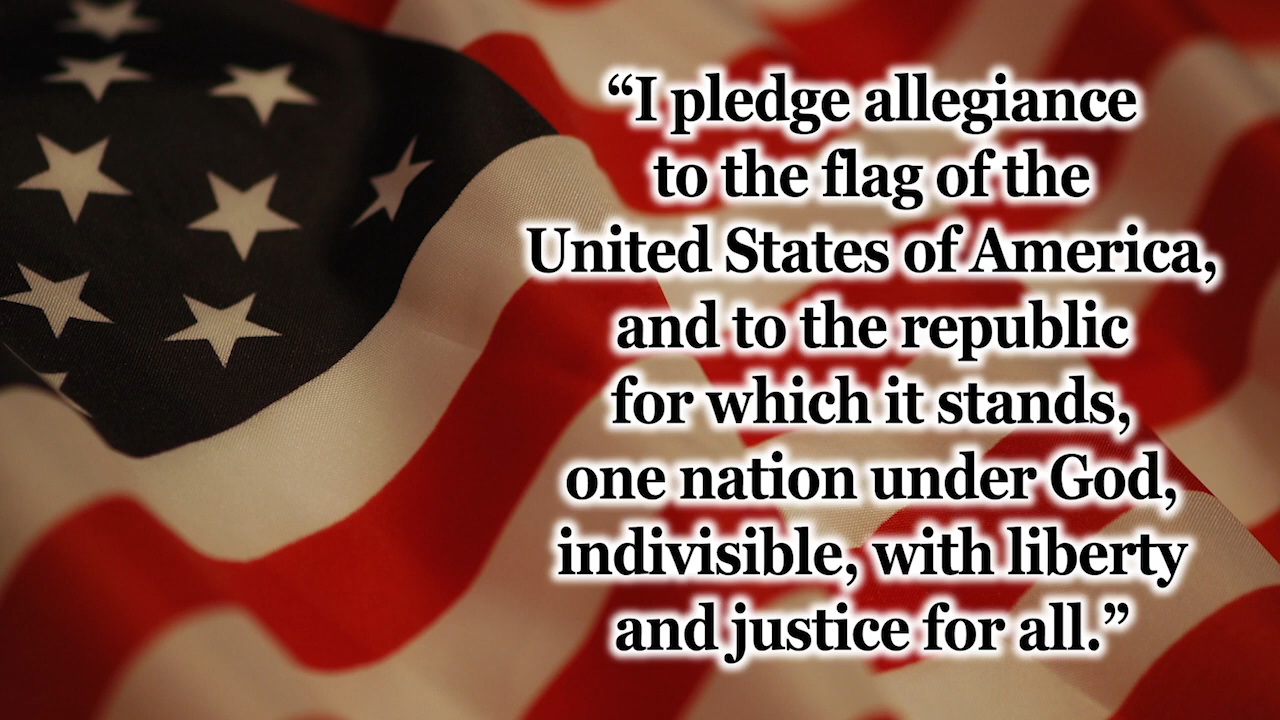 “I pledge allegiance
to the flag of the
United States of America,
and to the republic
for which it stands,
one nation under God,
indivisible, with liberty
and justice for all.”